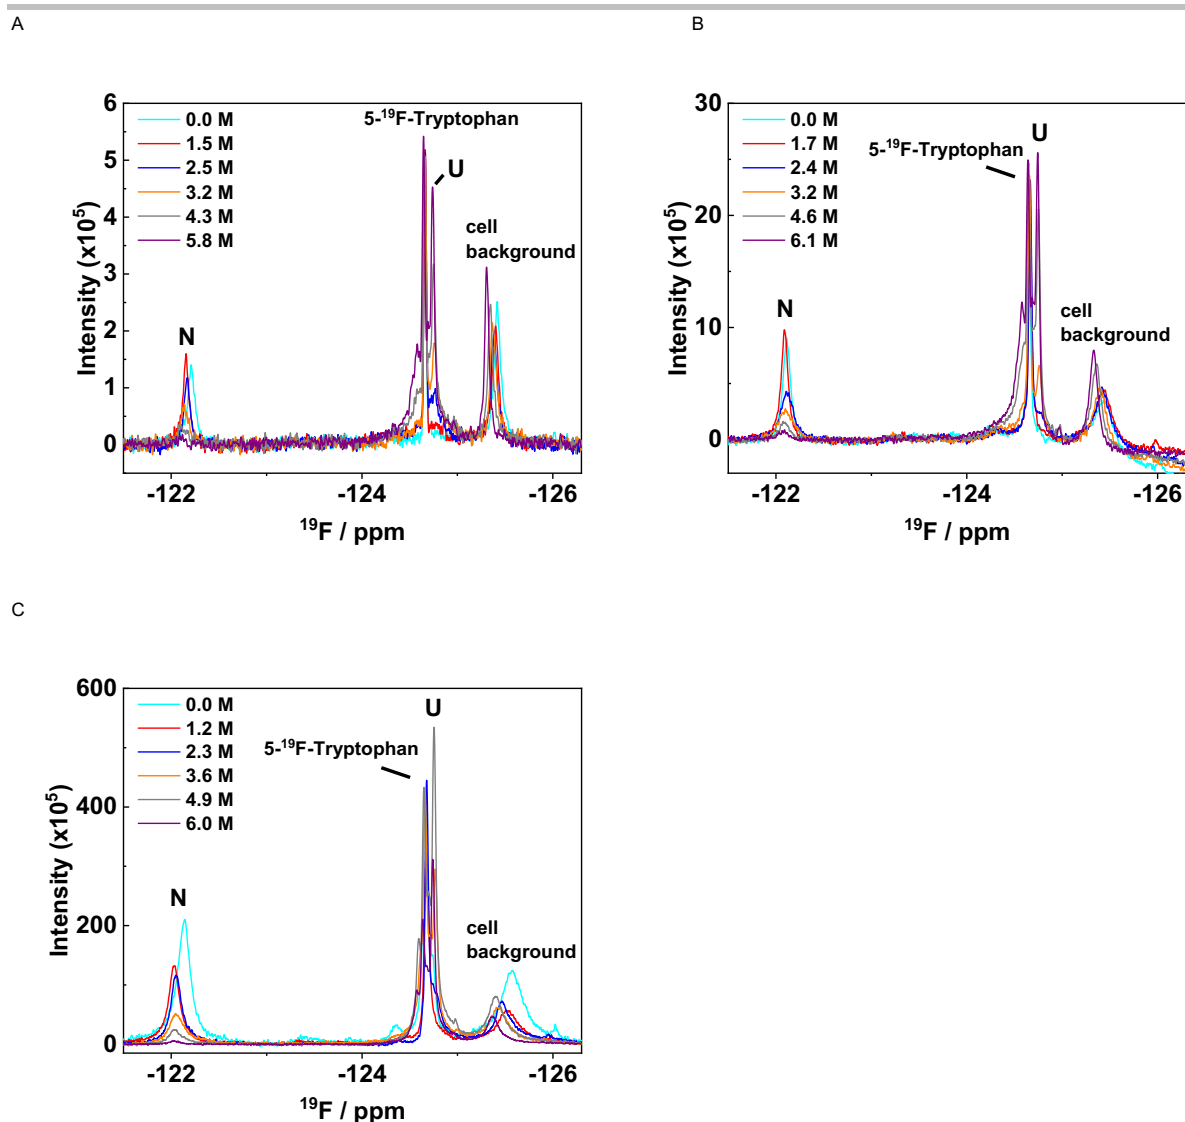 A
Intensity (x10⁵)
6
5
4
3
2
1
0
0.0 M
1.5 M
2.5 M
3.2 M
4.3 M
5.8 M
5-¹⁹F-Tryptophan
U
cell
background
N
-122
-124
-126
¹⁹F / ppm
B
Intensity (x10⁵)
30
20
10
0
0.0 M
1.7 M
2.4 M
3.2 M
4.6 M
6.1 M
U
5-¹⁹F-Tryptophan
N
cell
background
-122
-124
-126
¹⁹F / ppm
C
Intensity (x10⁵)
600
400
200
0
0.0 M
1.2 M
2.3 M
3.6 M
4.9 M
6.0 M
U
5-¹⁹F-Tryptophan
N
cell
background
-122
-124
-126
¹⁹F / ppm